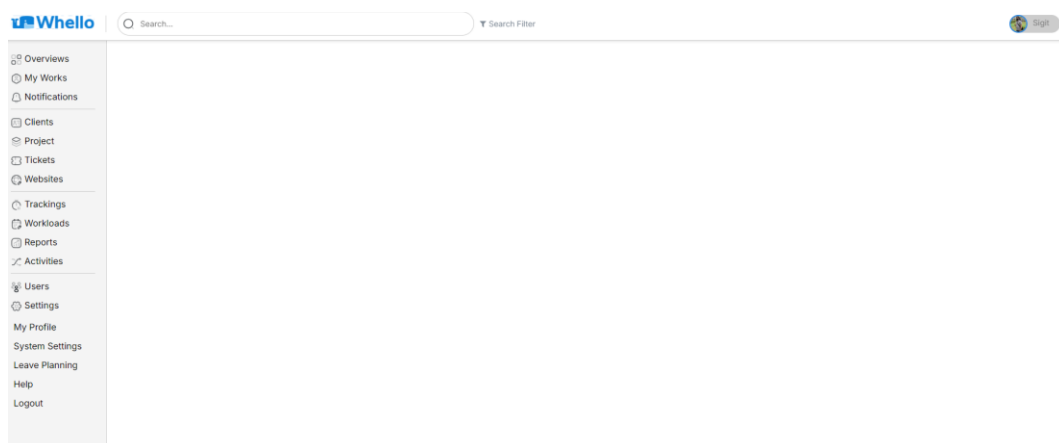 Whello
Search...
Search Filter
Sigit
Overviews
My Works
Notifications
Clients
Project
Tickets
Websites
Trackings
Workloads
Reports
Activities
Users
Settings
My Profile
System Settings
Leave Planning
Help
Logout